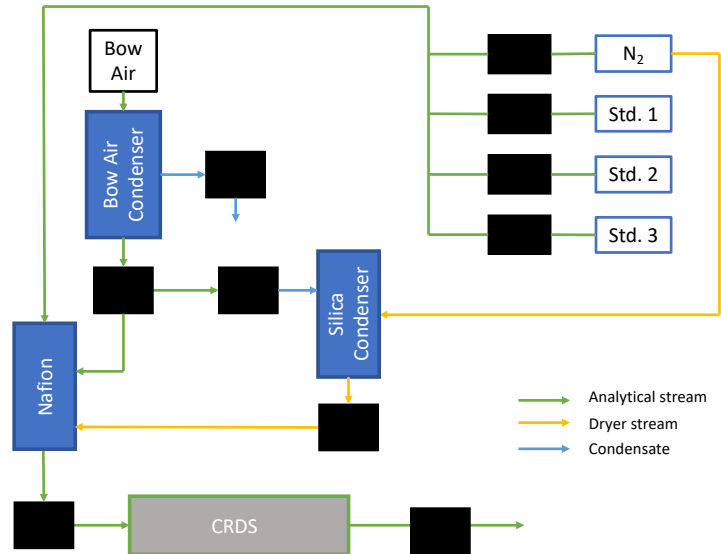 Bow
Air
N₂
Std. 1
Bow Air
Condenser
Std. 2
Std. 3
Silica
Condenser
Nafion
Analytical stream
Dryer stream
Condensate
CRDS